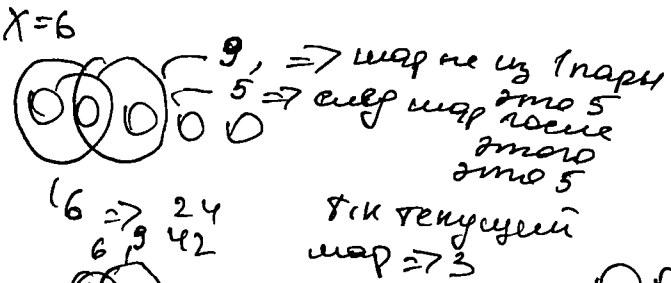 X=6
9, => шар не из 1 пары
5 => след шар это 5
после
этого
это 5
6 => 24
42
т.к текущий
шар => 3
6 9